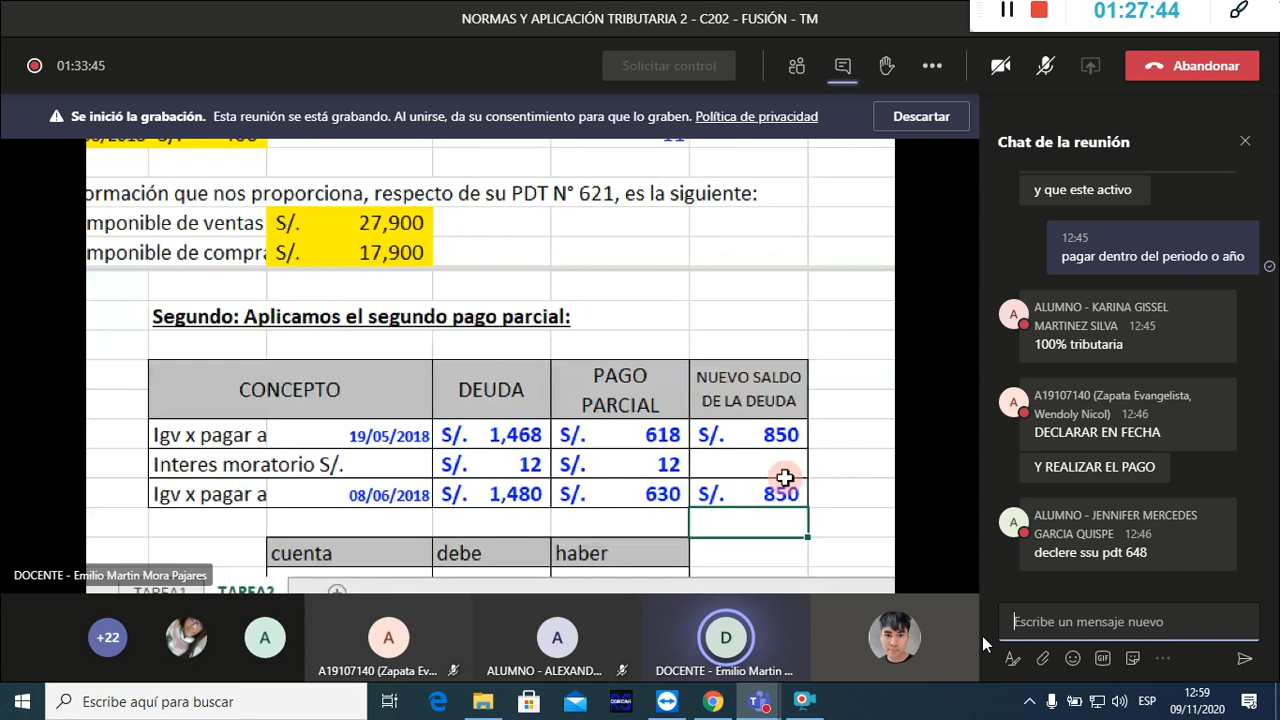 NORMAS Y APLICACIÓN TRIBUTARIA 2 - C202 - FUSIÓN - TM
01:27:44
01:33:45
Solicitar control
Abandonar
Se inició la grabación. Esta reunión se está grabando. Al unirse, da su consentimiento para que lo graben. Política de privacidad
Descartar
ormación que nos proporciona, respecto de su PDT N° 621, es la siguiente:
mponible de ventas S/. 27,900
mponible de compra S/. 17,900
Segundo: Aplicamos el segundo pago parcial:
CONCEPTO DEUDA PAGO PARCIAL NUEVO SALDO DE LA DEUDA
Igv x pagar a 19/05/2018 S/. 1,468 S/. 618 S/. 850
Interes moratorio S/. S/. 12 S/. 12
Igv x pagar a 08/06/2018 S/. 1,480 S/. 630 S/. 850
cuenta debe haber
DOCENTE - Emilio Martin Mora Pajares
TAREA1 TAREA2
Chat de la reunión
y que este activo
12:45
pagar dentro del periodo o año
ALUMNO - KARINA GISSEL
MARTINEZ SILVA 12:45
A
100% tributaria
A19107140 (Zapata Evangelista,
Wendoly Nicol) 12:46
A
DECLARAR EN FECHA
Y REALIZAR EL PAGO
ALUMNO - JENNIFER MERCEDES
GARCIA QUISPE 12:46
A
declere ssu pdt 648
Escribe un mensaje nuevo
GIF
+22
A
A
A19107140 (Zapata Ev...
A
ALUMNO - ALEXAND...
D
DOCENTE - Emilio Martin ...
Escribe aquí para buscar
CONCAR
ESP
12:59
09/11/2020